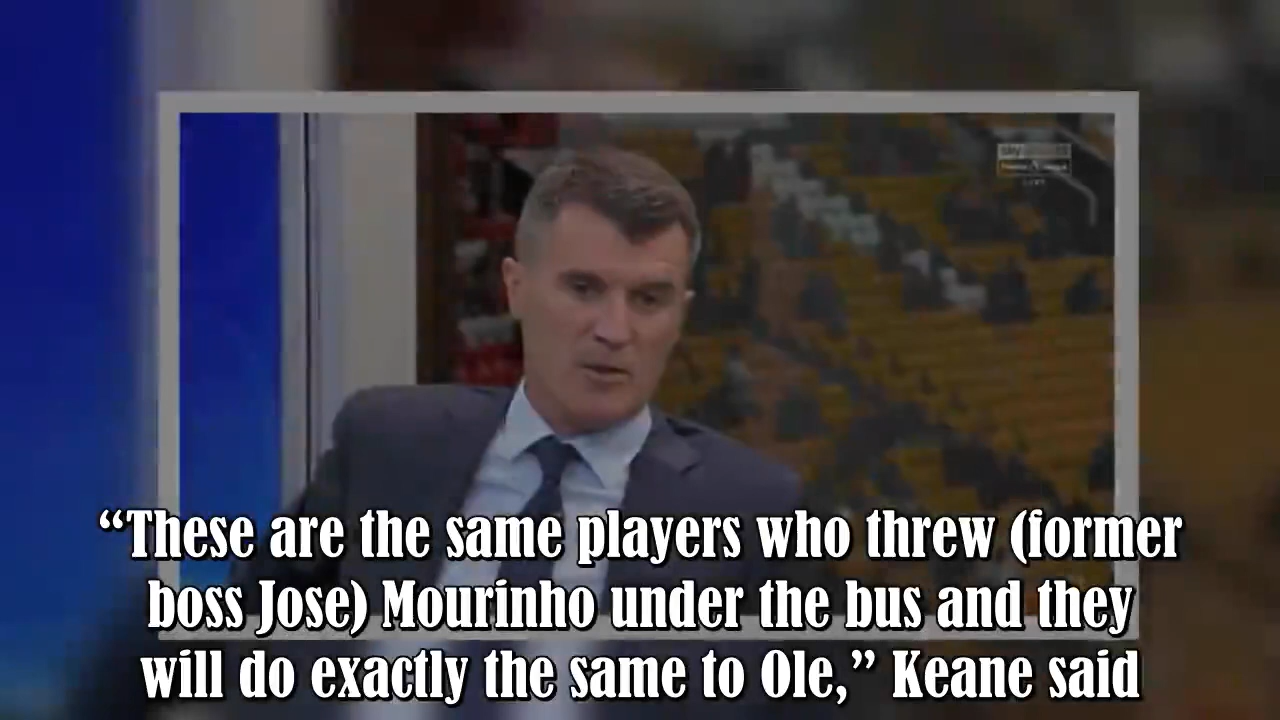 “These are the same players who threw (former
boss Jose) Mourinho under the bus and they
will do exactly the same to Ole,” Keane said